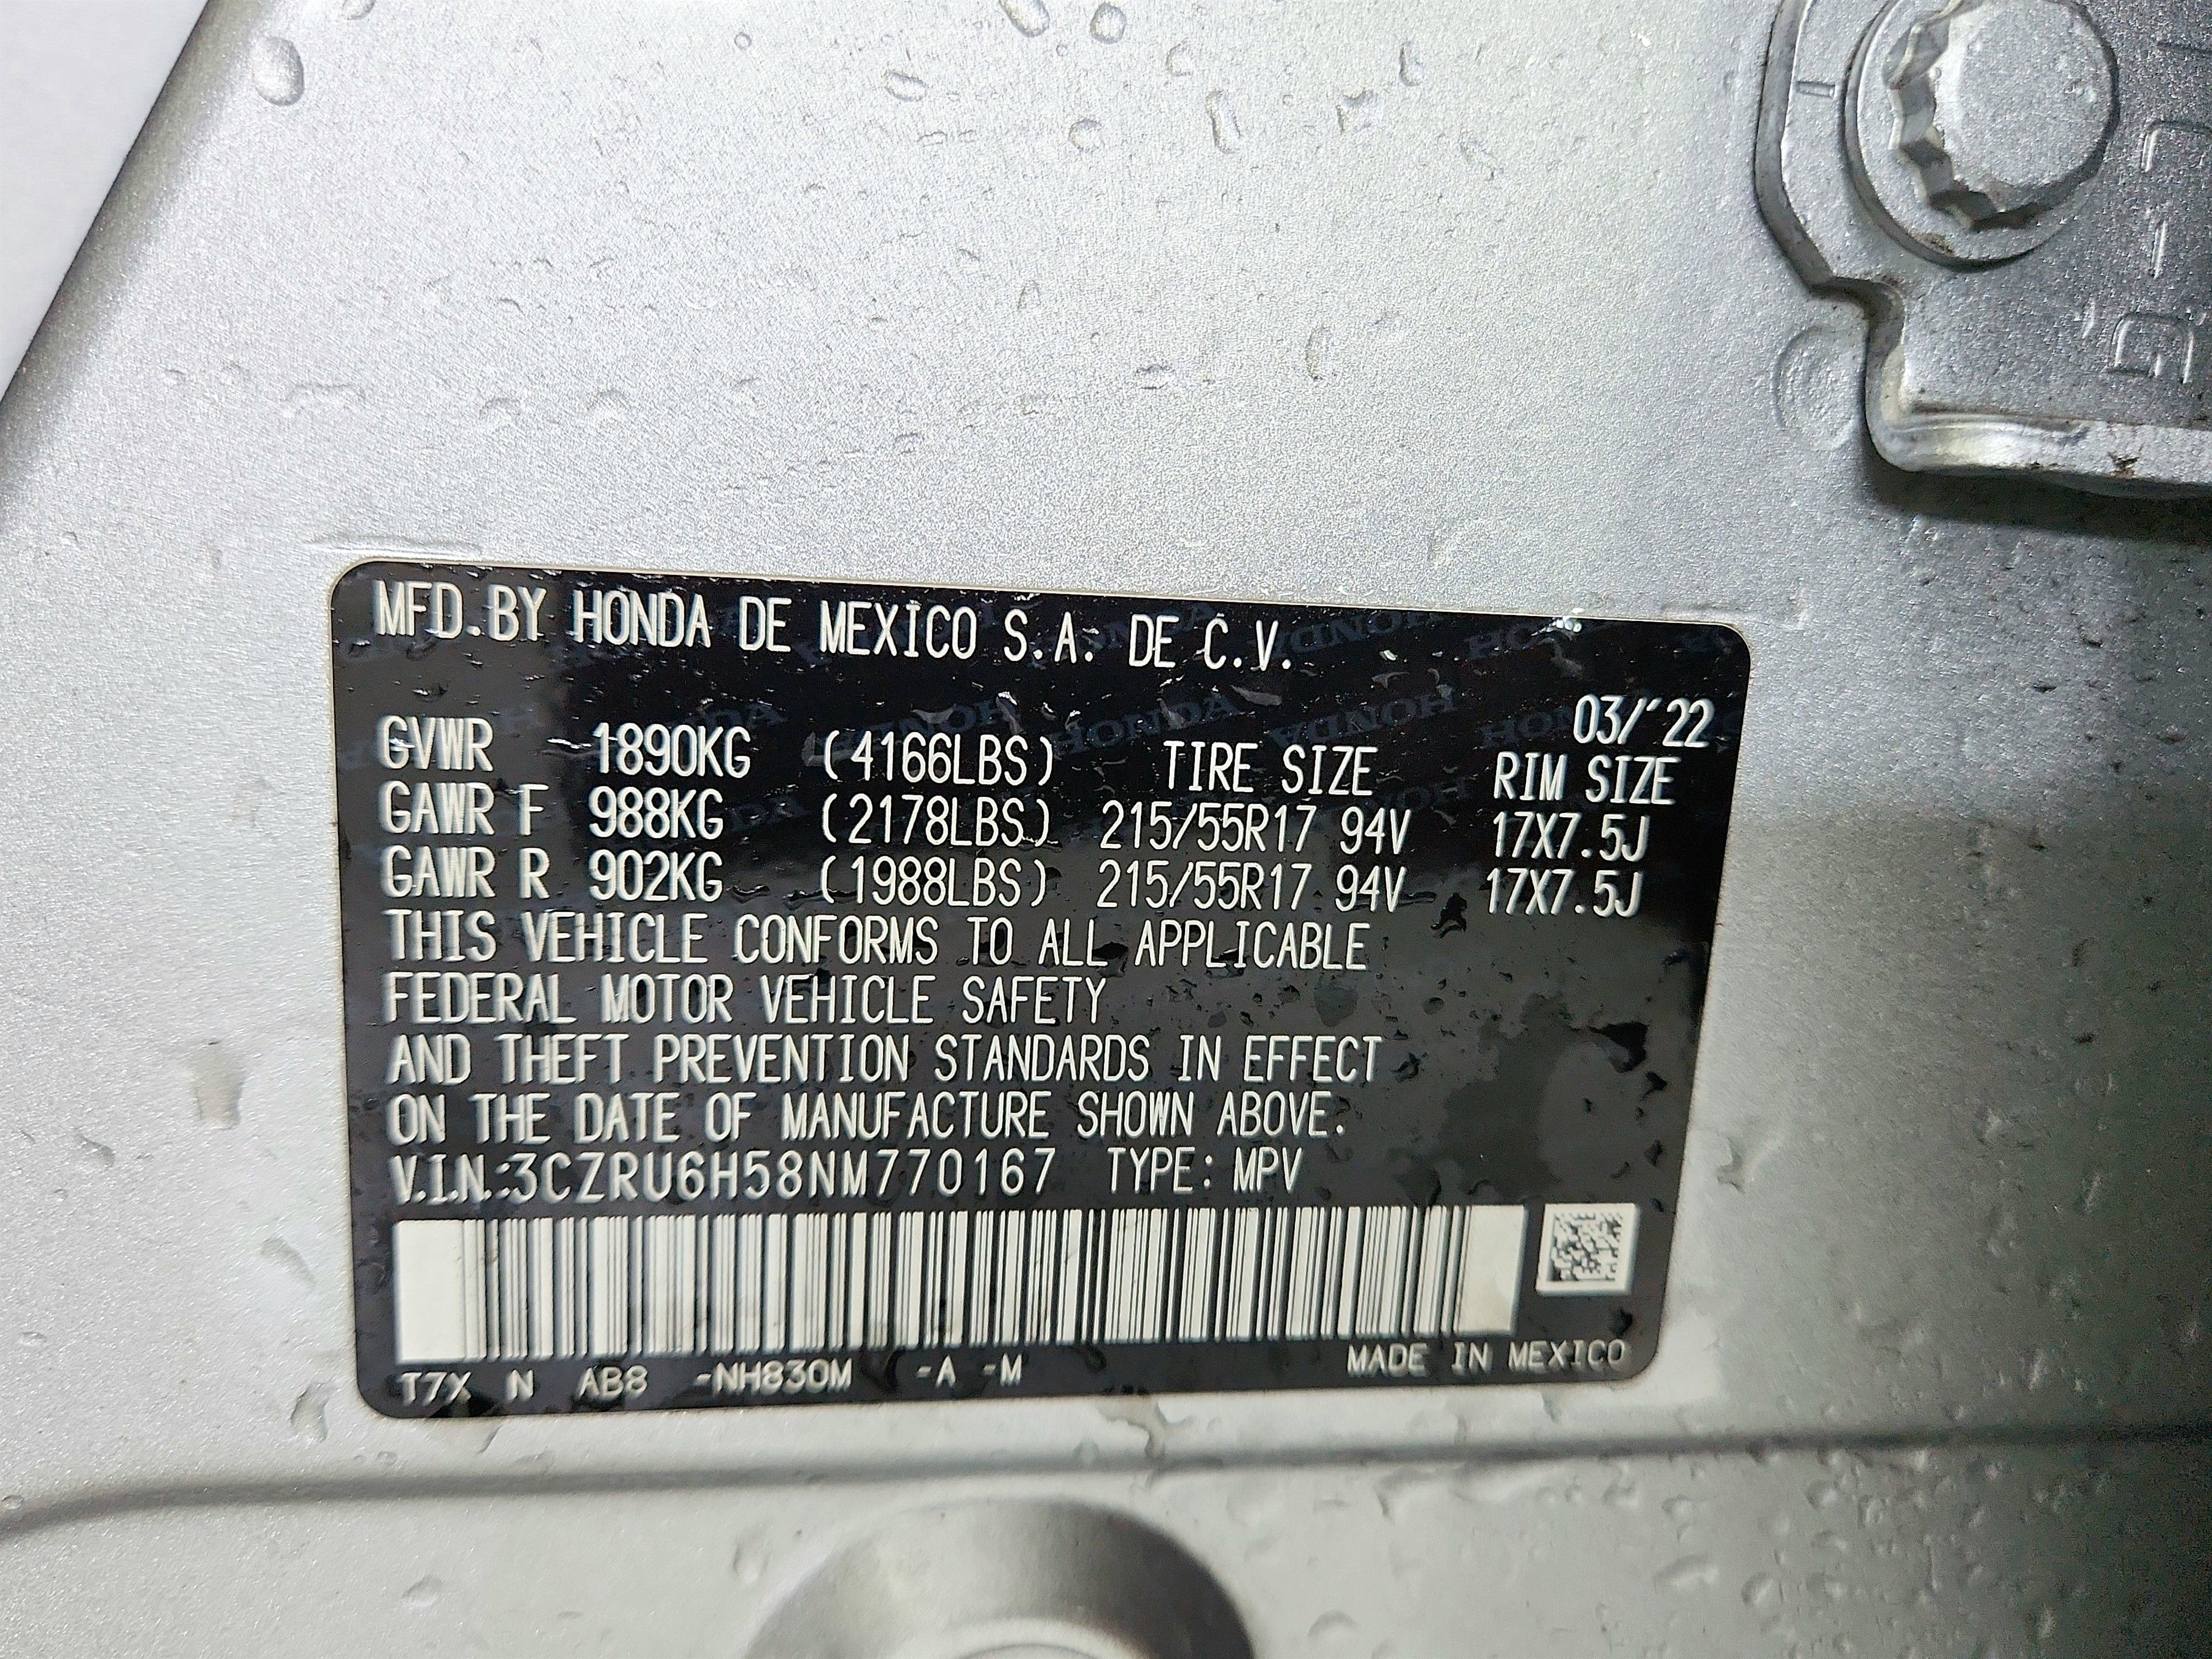 MFD.BY HONDA DE MEXICO S.A. DE C.V.
03/'22
GVWR 1890KG (4166LBS) TIRE SIZE RIM SIZE
GAWR F 988KG (2178LBS) 215/55R17 94V 17X7.5J
GAWR R 902KG (1988LBS) 215/55R17 94V 17X7.5J
THIS VEHICLE CONFORMS TO ALL APPLICABLE
FEDERAL MOTOR VEHICLE SAFETY
AND THEFT PREVENTION STANDARDS IN EFFECT
ON THE DATE OF MANUFACTURE SHOWN ABOVE.
V.I.N.:3CZRU6H58NM770167 TYPE: MPV
T7X N AB8 -NH830M -A -M MADE IN MEXICO